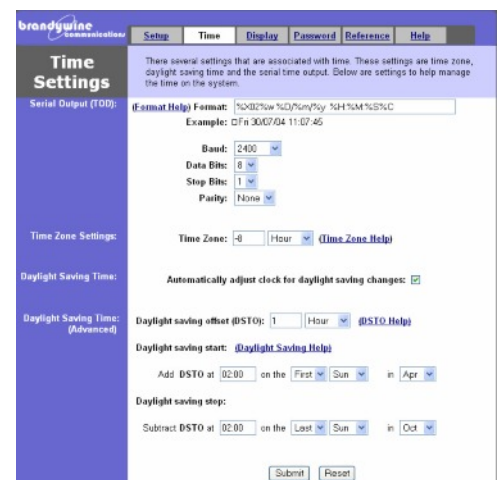 brandywine
communications
Setup Time Display Password Reference Help
Time
Settings
There several settings that are associated with time. These settings are time zone,
daylight saving time and the serial time output. Below are settings to help manage
the time on the system.
Serial Output (TOD):
(Format Help) Format: %X02%w %D/%m/%y %H:%M:%S%C
Example: □Fri 30/07/04 11:07:45
Baud: 2400
Data Bits: 8
Stop Bits: 1
Parity: None
Time Zone Settings:
Time Zone: -8 Hour (Time Zone Help)
Daylight Saving Time:
Automatically adjust clock for daylight saving changes:
Daylight Saving Time:
(Advanced)
Daylight saving offset (DSTO): 1 Hour (DSTO Help)
Daylight saving start: (Daylight Saving Help)
Add DSTO at 02:00 on the First Sun in Apr
Daylight saving stop:
Subtract DSTO at 02:00 on the Last Sun in Oct
Submit Reset